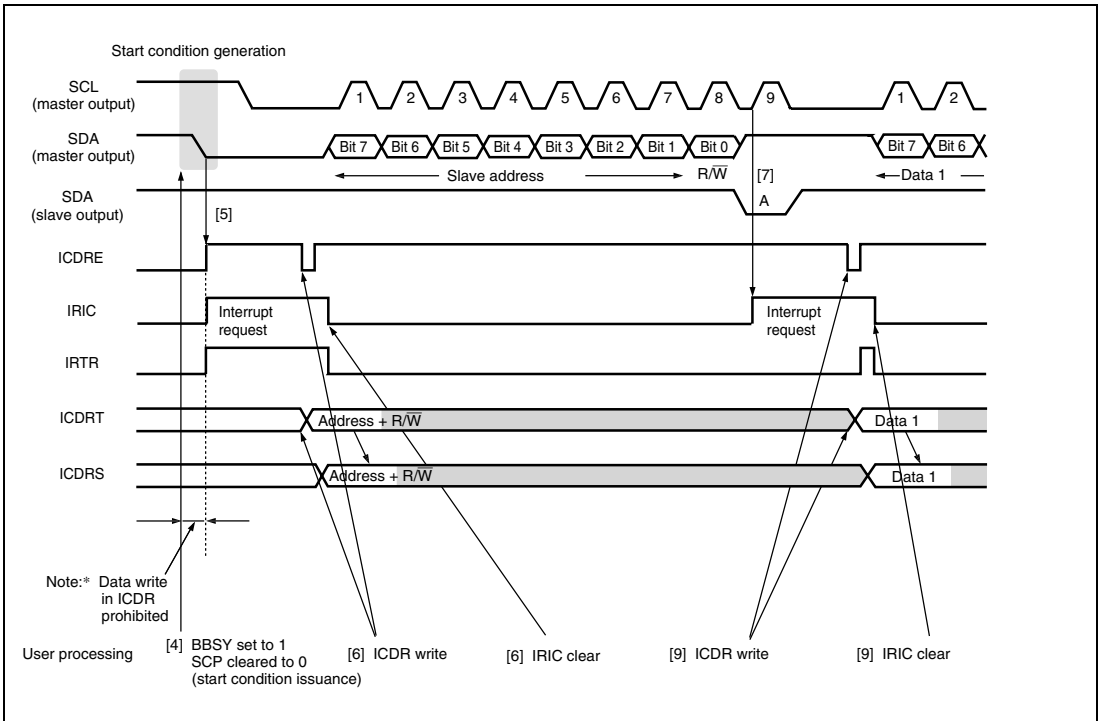 Start condition generation
SCL
(master output)
1 2 3 4 5 6 7 8 9 1 2
SDA
(master output)
Bit 7 Bit 6 Bit 5 Bit 4 Bit 3 Bit 2 Bit 1 Bit 0 Bit 7 Bit 6
Slave address R/W̅ [7] Data 1
SDA
(slave output)
A
[5]
ICDRE
IRIC
Interrupt
request
Interrupt
request
IRTR
ICDRT
Address + R/W̅
Data 1
ICDRS
Address + R/W̅
Data 1
Note:* Data write
in ICDR
prohibited
User processing
[4] BBSY set to 1
SCP cleared to 0
(start condition issuance)
[6] ICDR write
[6] IRIC clear
[9] ICDR write
[9] IRIC clear